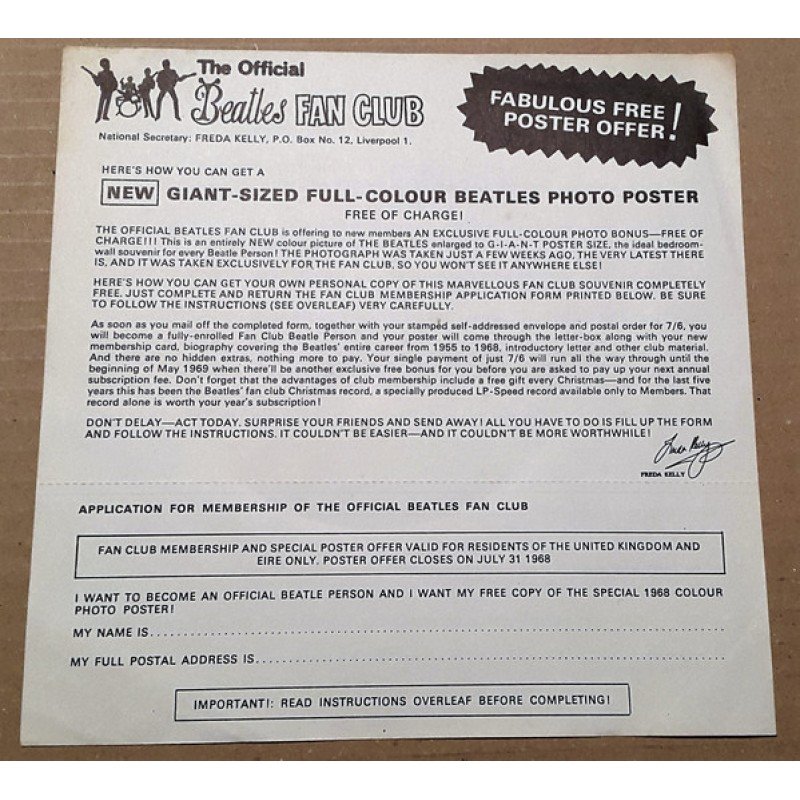 The Official
Beatles FAN CLUB
National Secretary: FREDA KELLY, P.O. Box No. 12, Liverpool 1.
FABULOUS FREE
POSTER OFFER!
HERE'S HOW YOU CAN GET A
NEW GIANT-SIZED FULL-COLOUR BEATLES PHOTO POSTER
FREE OF CHARGE!
THE OFFICIAL BEATLES FAN CLUB is offering to new members AN EXCLUSIVE FULL-COLOUR PHOTO BONUS—FREE OF
CHARGE!!! This is an entirely NEW colour picture of THE BEATLES enlarged to G-I-A-N-T POSTER SIZE, the ideal bedroom-
wall souvenir for every Beatle Person! THE PHOTOGRAPH WAS TAKEN JUST A FEW WEEKS AGO, THE VERY LATEST THERE
IS, AND IT WAS TAKEN EXCLUSIVELY FOR THE FAN CLUB, SO YOU WON'T SEE IT ANYWHERE ELSE!
HERE'S HOW YOU CAN GET YOUR OWN PERSONAL COPY OF THIS MARVELLOUS FAN CLUB SOUVENIR COMPLETELY
FREE. JUST COMPLETE AND RETURN THE FAN CLUB MEMBERSHIP APPLICATION FORM PRINTED BELOW. BE SURE
TO FOLLOW THE INSTRUCTIONS (SEE OVERLEAF) VERY CAREFULLY.
As soon as you mail off the completed form, together with your stamped self-addressed envelope and postal order for 7/6, you
will become a fully-enrolled Fan Club Beatle Person and your poster will come through the letter-box along with your new
membership card, biography covering the Beatles' entire career from 1955 to 1968, introductory letter and other club material.
And there are no hidden extras, nothing more to pay. Your single payment of just 7/6 will run all the way through until the
beginning of May 1969 when there'll be another exclusive free bonus for you before you are asked to pay up your next annual
subscription fee. Don't forget that the advantages of club membership include a free gift every Christmas—and for the last five
years this has been the Beatles' fan club Christmas record, a specially produced LP-Speed record available only to Members. That
record alone is worth your year's subscription!
DON'T DELAY—ACT TODAY. SURPRISE YOUR FRIENDS AND SEND AWAY! ALL YOU HAVE TO DO IS FILL UP THE FORM
AND FOLLOW THE INSTRUCTIONS. IT COULDN'T BE EASIER—AND IT COULDN'T BE MORE WORTHWHILE!
Freda Kelly
FREDA KELLY
APPLICATION FOR MEMBERSHIP OF THE OFFICIAL BEATLES FAN CLUB
FAN CLUB MEMBERSHIP AND SPECIAL POSTER OFFER VALID FOR RESIDENTS OF THE UNITED KINGDOM AND
EIRE ONLY. POSTER OFFER CLOSES ON JULY 31 1968
I WANT TO BECOME AN OFFICIAL BEATLE PERSON AND I WANT MY FREE COPY OF THE SPECIAL 1968 COLOUR
PHOTO POSTER!
MY NAME IS................................................................
MY FULL POSTAL ADDRESS IS................................................................
IMPORTANT!: READ INSTRUCTIONS OVERLEAF BEFORE COMPLETING!